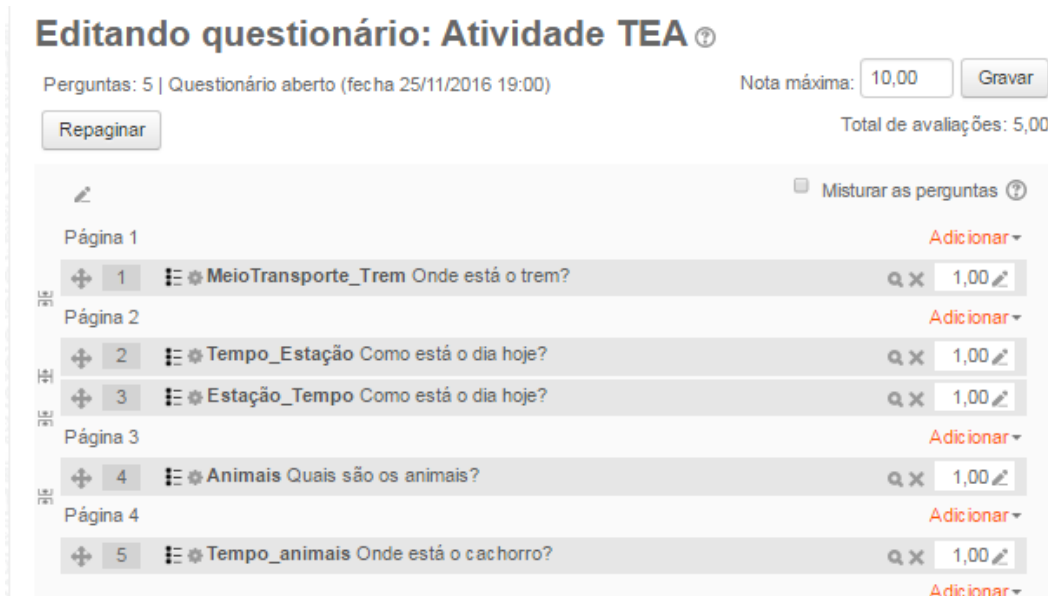 Editando questionário: Atividade TEA
Perguntas: 5 | Questionário aberto (fecha 25/11/2016 19:00) Nota máxima: 10,00 Gravar
Repaginar Total de avaliações: 5,00
Misturar as perguntas
Página 1 Adicionar
1 MeioTransporte_Trem Onde está o trem? 1,00
Página 2 Adicionar
2 Tempo_Estação Como está o dia hoje? 1,00
3 Estação_Tempo Como está o dia hoje? 1,00
Página 3 Adicionar
4 Animais Quais são os animais? 1,00
Página 4 Adicionar
5 Tempo_animais Onde está o cachorro? 1,00
Adicionar